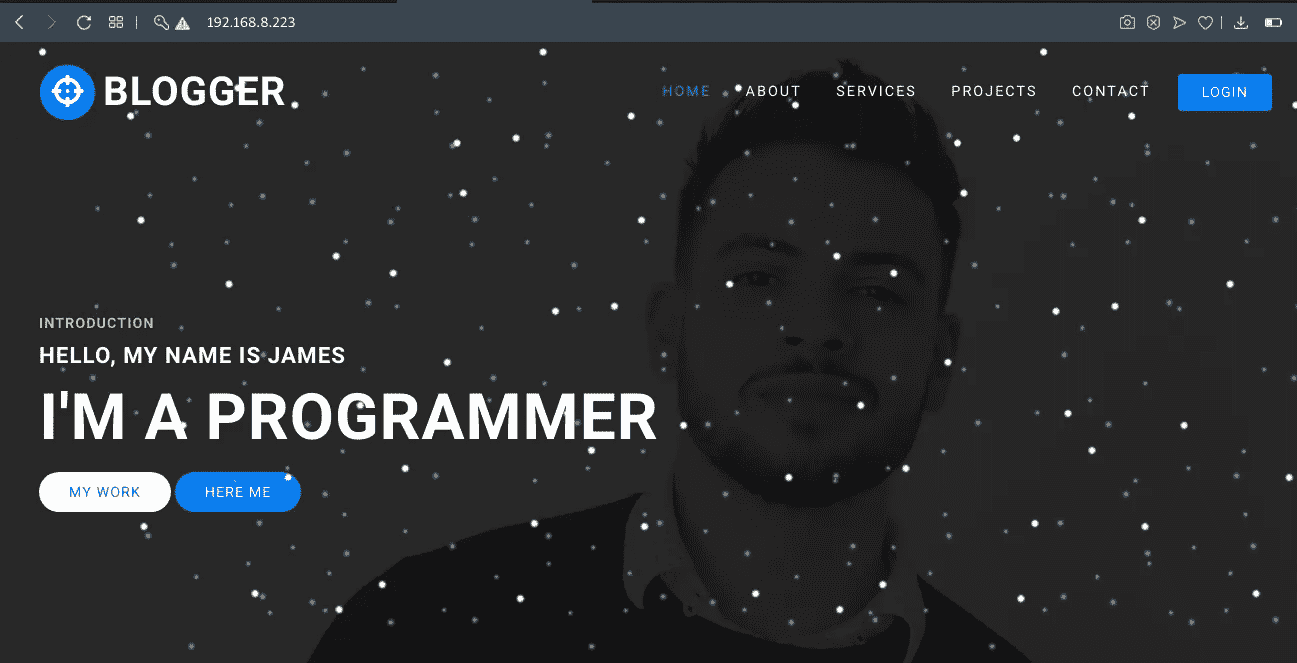 192.168.8.223
BLOGGER
HOME ABOUT SERVICES PROJECTS CONTACT LOGIN
INTRODUCTION
HELLO, MY NAME IS JAMES
I'M A PROGRAMMER
MY WORK HERE ME